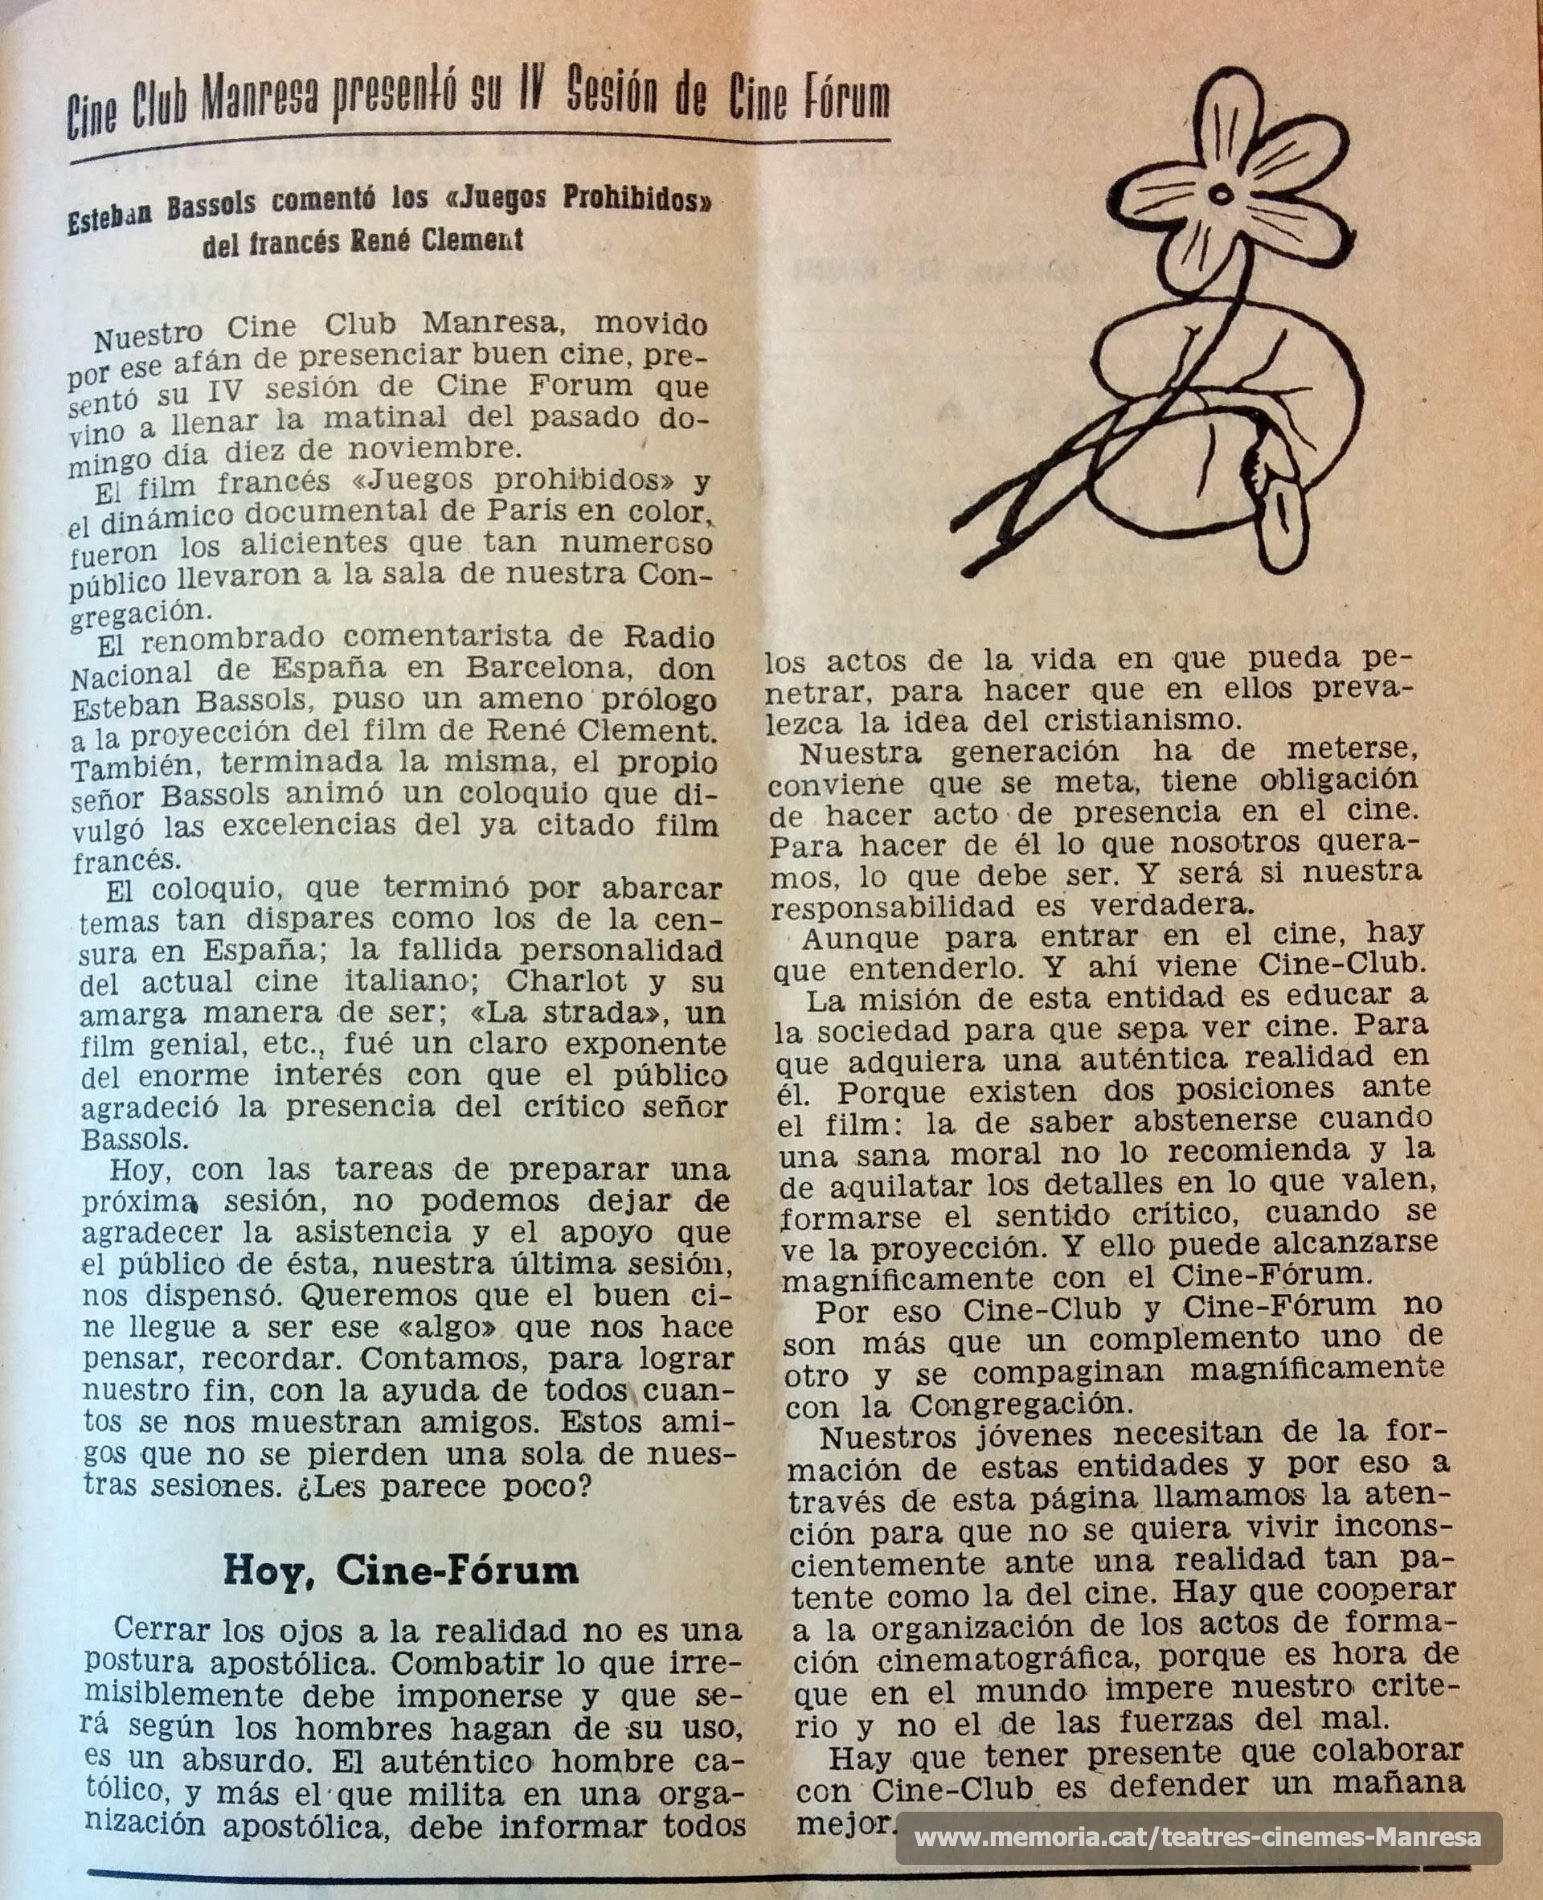 Cine Club Manresa presentó su IV Sesión de Cine Fórum
Esteban Bassols comentó los «Juegos Prohibidos»
del francés René Clement
Nuestro Cine Club Manresa, movido
por ese afán de presenciar buen cine, pre-
sentó su IV sesión de Cine Forum que
vino a llenar la matinal del pasado do-
mingo día diez de noviembre.
El film francés «Juegos prohibidos» y
el dinámico documental de París en color,
fueron los alicientes que tan numeroso
público llevaron a la sala de nuestra Con-
gregación.
El renombrado comentarista de Radio
Nacional de España en Barcelona, don
Esteban Bassols, puso un ameno prólogo
a la proyección del film de René Clement.
También, terminada la misma, el propio
señor Bassols animó un coloquio que di-
vulgó las excelencias del ya citado film
francés.
El coloquio, que terminó por abarcar
temas tan dispares como los de la cen-
sura en España; la fallida personalidad
del actual cine italiano; Charlot y su
amarga manera de ser; «La strada», un
film genial, etc., fué un claro exponente
del enorme interés con que el público
agradeció la presencia del crítico señor
Bassols.
Hoy, con las tareas de preparar una
próxima sesión, no podemos dejar de
agradecer la asistencia y el apoyo que
el público de ésta, nuestra última sesión,
nos dispensó. Queremos que el buen ci-
ne llegue a ser ese «algo» que nos hace
pensar, recordar. Contamos, para lograr
nuestro fin, con la ayuda de todos cuan-
tos se nos muestran amigos. Estos ami-
gos que no se pierden una sola de nues-
tras sesiones. ¿Les parece poco?
Hoy, Cine-Fórum
Cerrar los ojos a la realidad no es una
postura apostólica. Combatir lo que irre-
misiblemente debe imponerse y que se-
rá según los hombres hagan de su uso,
es un absurdo. El auténtico hombre ca-
tólico, y más el que milita en una orga-
nización apostólica, debe informar todos
los actos de la vida en que pueda pe-
netrar, para hacer que en ellos preva-
lezca la idea del cristianismo.
Nuestra generación ha de meterse,
conviene que se meta, tiene obligación
de hacer acto de presencia en el cine.
Para hacer de él lo que nosotros quera-
mos, lo que debe ser. Y será si nuestra
responsabilidad es verdadera.
Aunque para entrar en el cine, hay
que entenderlo. Y ahí viene Cine-Club.
La misión de esta entidad es educar a
la sociedad para que sepa ver cine. Para
que adquiera una auténtica realidad en
él. Porque existen dos posiciones ante
el film: la de saber abstenerse cuando
una sana moral no lo recomienda y la
de aquilatar los detalles en lo que valen,
formarse el sentido crítico, cuando se
ve la proyección. Y ello puede alcanzarse
magníficamente con el Cine-Fórum.
Por eso Cine-Club y Cine-Fórum no
son más que un complemento uno de
otro y se compaginan magníficamente
con la Congregación.
Nuestros jóvenes necesitan de la for-
mación de estas entidades y por eso a
través de esta página llamamos la aten-
ción para que no se quiera vivir incons-
cientemente ante una realidad tan pa-
tente como la del cine. Hay que cooperar
a la organización de los actos de forma-
ción cinematográfica, porque es hora de
que en el mundo impere nuestro crite-
rio y no el de las fuerzas del mal.
Hay que tener presente que colaborar
con Cine-Club es defender un mañana
mejor.
www.memoria.cat/teatres-cinemes-Manresa